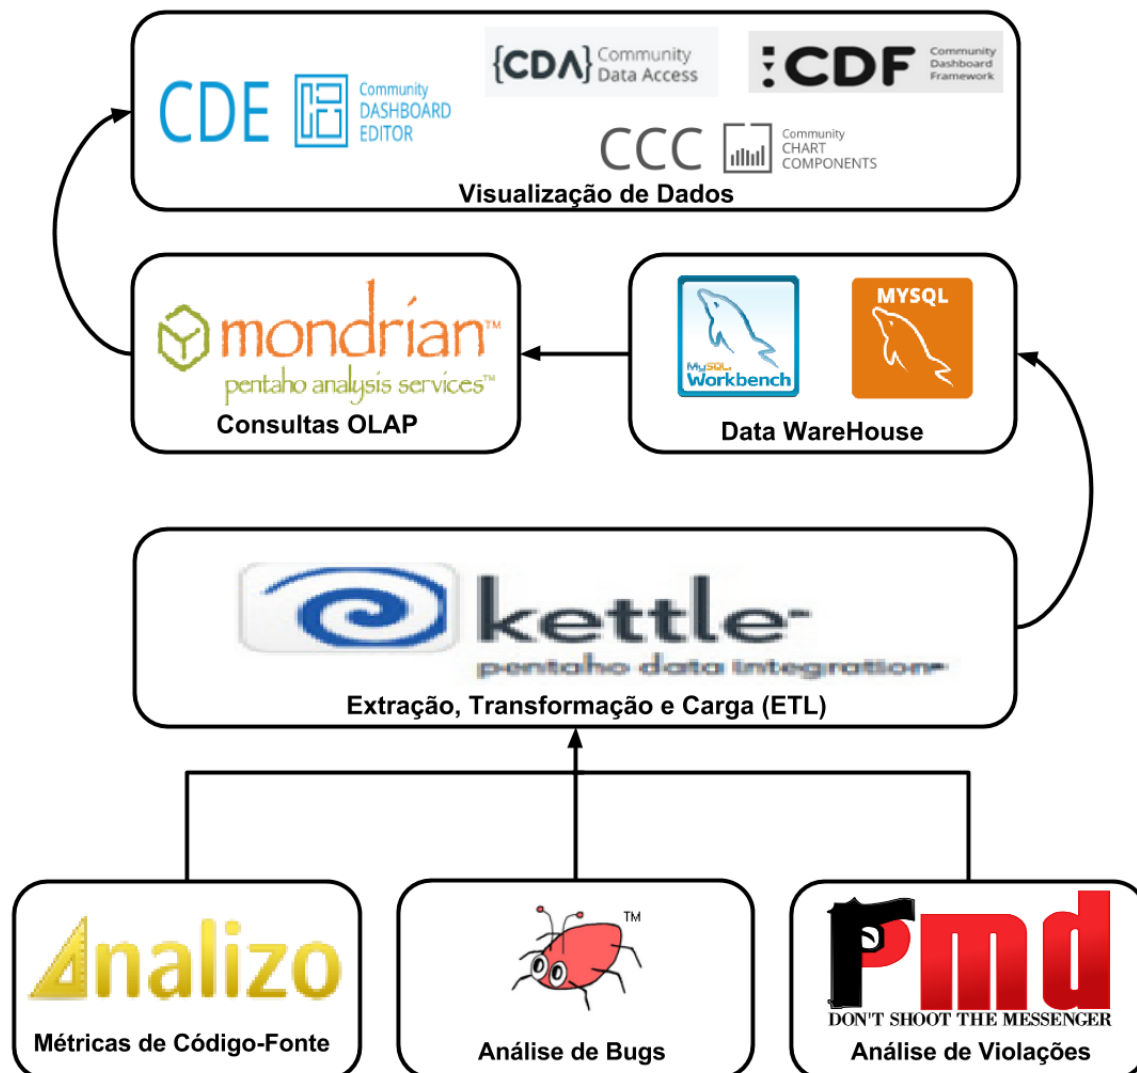 CDE
Community
DASHBOARD
EDITOR
{CDA} Community
Data Access
CDF
Community
Dashboard
Framework
CCC
Community
CHART
COMPONENTS
Visualização de Dados
mondrian™
pentaho analysis services™
Consultas OLAP
MySQL
Workbench
MYSQL
Data WareHouse
kettle
pentaho data integration
Extração, Transformação e Carga (ETL)
Analizo
Métricas de Código-Fonte
TM
Análise de Bugs
Pmd
DON'T SHOOT THE MESSENGER
Análise de Violações